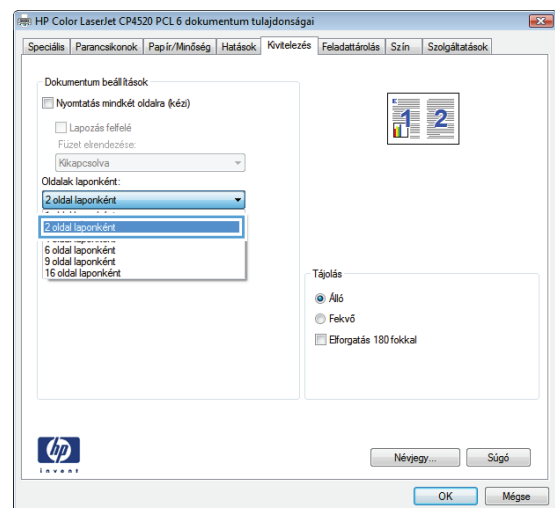 HP Color LaserJet CP4520 PCL 6 dokumentum tulajdonságai
Speciális Parancsikonok Papír/Minőség Hatások Kivitelezés Feladattárolás Szín Szolgáltatások
Dokumentum beállítások
Nyomtatás mindkét oldalra (kézi)
Lapozás felfelé
Füzet elrendezése:
Kikapcsolva
Oldalak laponként:
2 oldal laponként
2 oldal laponként
6 oldal laponként
9 oldal laponként
16 oldal laponként
1 2
Tájolás
Álló
Fekvő
Elforgatás 180 fokkal
hp
invent
Névjegy... Súgó
OK Mégse